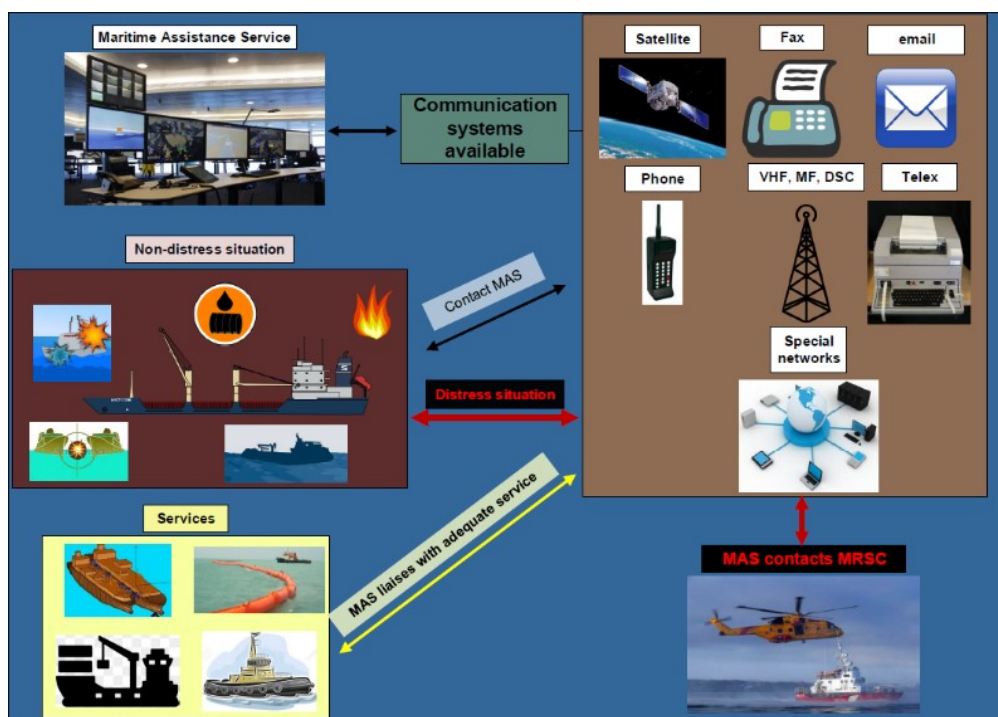 Maritime Assistance Service
Satellite
Fax
email
Communication
systems
available
Phone
VHF, MF, DSC
Telex
Non-distress situation
Contact MAS
Special
networks
Distress situation
MAS liaises with adequate service
Services
MAS contacts MRSC